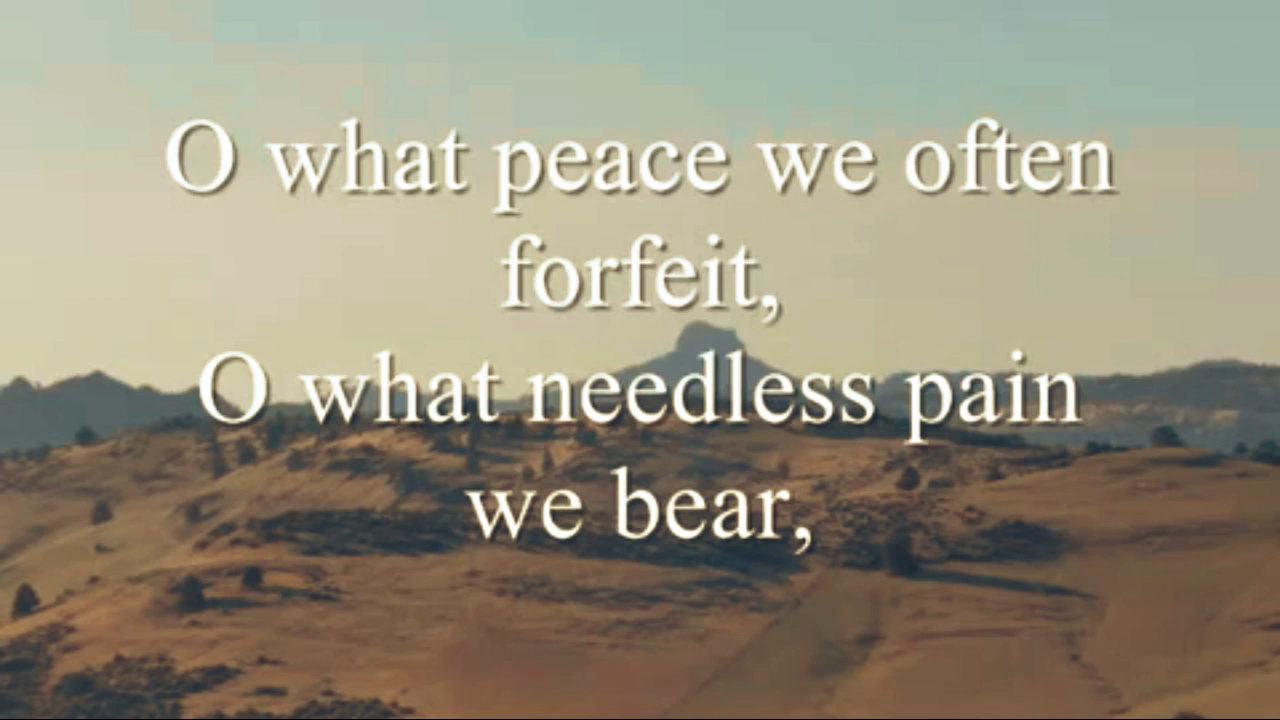 O what peace we often
forfeit,
O what needless pain
we bear,